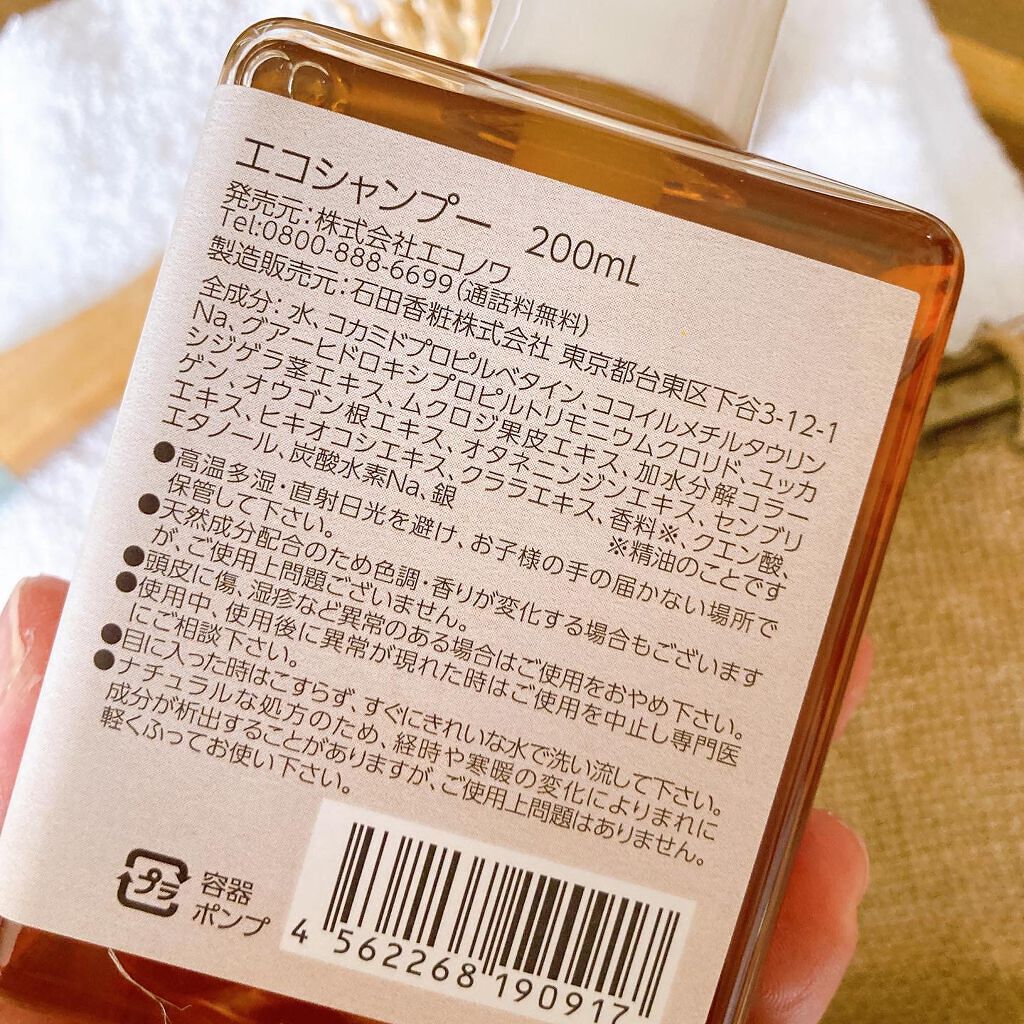 エコシャンプー 200mL
発売元：株式会社エコノワ
Tel:0800-888-6699（通話料無料）
製造販売元：石田香粧株式会社 東京都台東区下谷3-12-1
全成分：水、コカミドプロピルベタイン、ココイルメチルタウリン
Na、グアーヒドロキシプロピルトリモニウムクロリド、ユッカ
シジゲラ茎エキス、ムクロジ果皮エキス、加水分解コラー
ゲン、オウゴン根エキス、オタネニンジンエキス、センブリ
エキス、ヒキオコシエキス、クララエキス、香料※、クエン酸、
エタノール、炭酸水素Na、銀
※精油のことです
●高温多湿・直射日光を避け、お子様の手の届かない場所で
保管して下さい。
●天然成分配合のため色調・香りが変化する場合もございます
が、ご使用上問題ございません。
●頭皮に傷、湿疹など異常のある場合はご使用をおやめ下さい。
●使用中、使用後に異常が現れた時はご使用を中止し専門医
にご相談下さい。
●目に入った時はこすらず、すぐにきれいな水で洗い流して下さい。
●ナチュラルな処方のため、経時や寒暖の変化によりまれに
成分が析出することがありますが、ご使用上問題はありません。
軽くふってお使い下さい。
プラ
容器
ポンプ
4 562268 190917